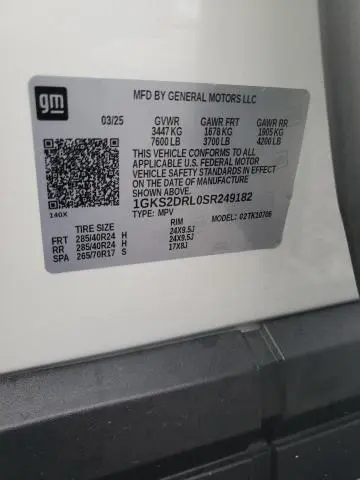 gm
MFD BY GENERAL MOTORS LLC
03/25 GVWR GAWR FRT GAWR RR
3447 KG 1678 KG 1905 KG
7600 LB 3700 LB 4200 LB
THIS VEHICLE CONFORMS TO ALL
APPLICABLE U.S. FEDERAL MOTOR
VEHICLE SAFETY STANDARDS IN
EFFECT ON THE DATE OF MANUFACTURE
SHOWN ABOVE.
1GKS2DRL0SR249182
140X TYPE: MPV MODEL: 02TK10706
TIRE SIZE RIM
FRT 285/40R24 H 24X9.5J
RR 285/40R24 H 24X9.5J
SPA 265/70R17 S 17X8J